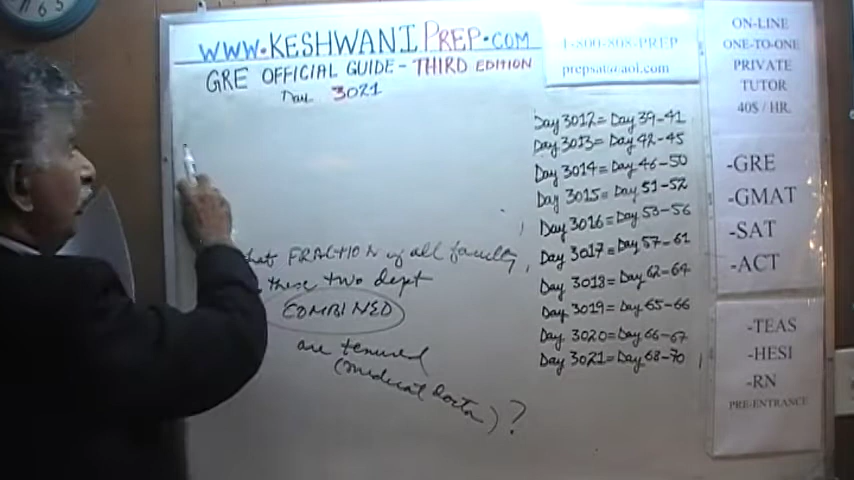 WWW.KESHWANIPREP.COM
GRE OFFICIAL GUIDE - THIRD EDITION
Day 3021
1-800-808-PREP
prepsat@aol.com
Day 3012 = Day 39-41
Day 3013 = Day 42-45
Day 3014 = Day 46-50
Day 3015 = Day 51-52
Day 3016 = Day 53-56
Day 3017 = Day 57-61
Day 3018 = Day 62-64
Day 3019 = Day 65-66
Day 3020 = Day 66-67
Day 3021 = Day 68-70
FRACTION of all faculty
these two dept
COMBINED
are tenured
(medical doctor)?
ON-LINE
ONE-TO-ONE
PRIVATE
TUTOR
40$ / HR.
-GRE
-GMAT
-SAT
-ACT
-TEAS
-HESI
-RN
PRE-ENTRANCE